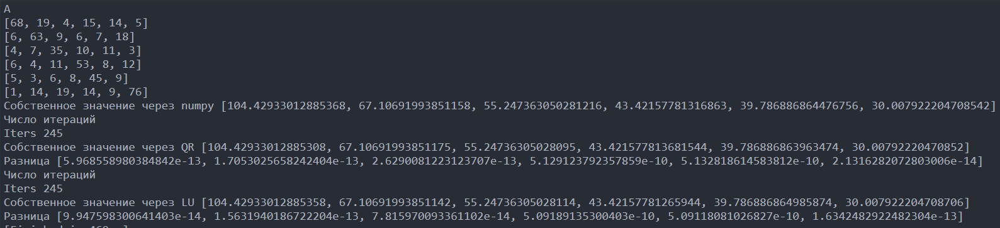 A
[68, 19, 4, 15, 14, 5]
[6, 63, 9, 6, 7, 18]
[4, 7, 35, 10, 11, 3]
[6, 4, 11, 53, 8, 12]
[5, 3, 6, 8, 45, 9]
[1, 14, 19, 14, 9, 76]
Собственное значение через numpy [104.42933012885368, 67.10691993851158, 55.247363050281216, 43.42157781316863, 39.786886864476756, 30.007922204708542]
Число итераций
Iters 245
Собственное значение через QR [104.42933012885308, 67.10691993851175, 55.24736305028095, 43.421577813681544, 39.786886863963474, 30.00792220470852]
Разница [5.968558980384842e-13, 1.7053025658242404e-13, 2.6290081223123707e-13, 5.129123792357859e-10, 5.132818614583812e-10, 2.1316282072803006e-14]
Число итераций
Iters 245
Собственное значение через LU [104.42933012885358, 67.10691993851142, 55.24736305028114, 43.42157781265944, 39.786886864985874, 30.007922204708706]
Разница [9.947598300641403e-14, 1.5631940186722204e-13, 7.815970093361102e-14, 5.09189135300403e-10, 5.09118081026827e-10, 1.6342482922482304e-13]